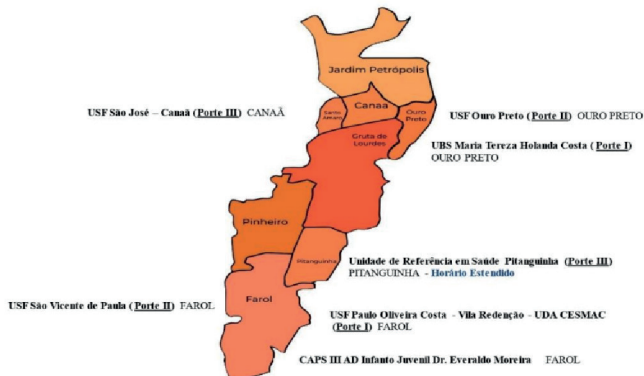 Jardim Petrópolis
USF São José – Canaã (Porte III) CANAÃ
Canaã
Santo
Amaro
Ouro
Preto
USF Ouro Preto (Porte II) OURO PRETO
Gruta de
Lourdes
UBS Maria Tereza Holanda Costa ( Porte I)
OURO PRETO
Pinheiro
Pitanguinha
Unidade de Referência em Saúde Pitanguinha (Porte III)
PITANGUINHA - Horário Estendido
Farol
USF São Vicente de Paula (Porte II) FAROL
USF Paulo Oliveira Costa - Vila Redenção - UDA CESMAC
(Porte I) FAROL
CAPS III AD Infanto Juvenil Dr. Everaldo Moreira FAROL